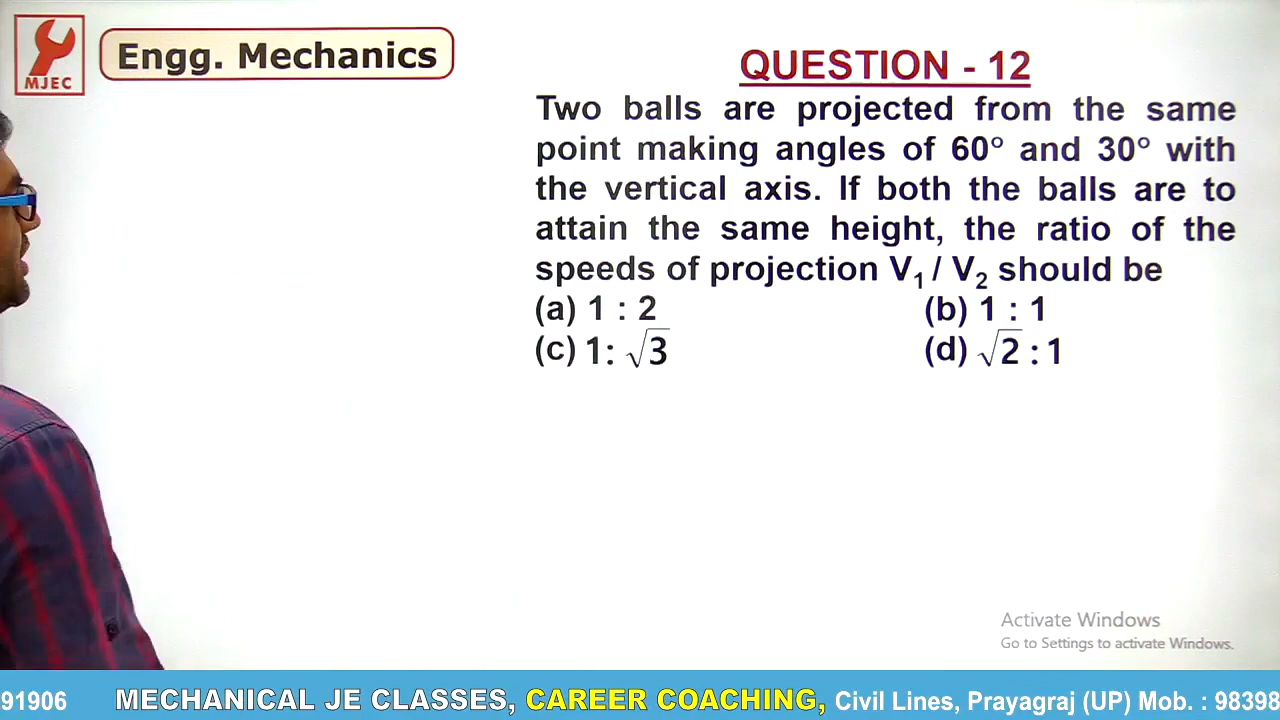 MJEC
Engg. Mechanics
QUESTION - 12
Two balls are projected from the same
point making angles of 60° and 30° with
the vertical axis. If both the balls are to
attain the same height, the ratio of the
speeds of projection V₁ / V₂ should be
(a) 1 : 2 (b) 1 : 1
(c) 1: √3 (d) √2 : 1
Activate Windows
Go to Settings to activate Windows.
91906 MECHANICAL JE CLASSES, CAREER COACHING, Civil Lines, Prayagraj (UP) Mob. : 98398